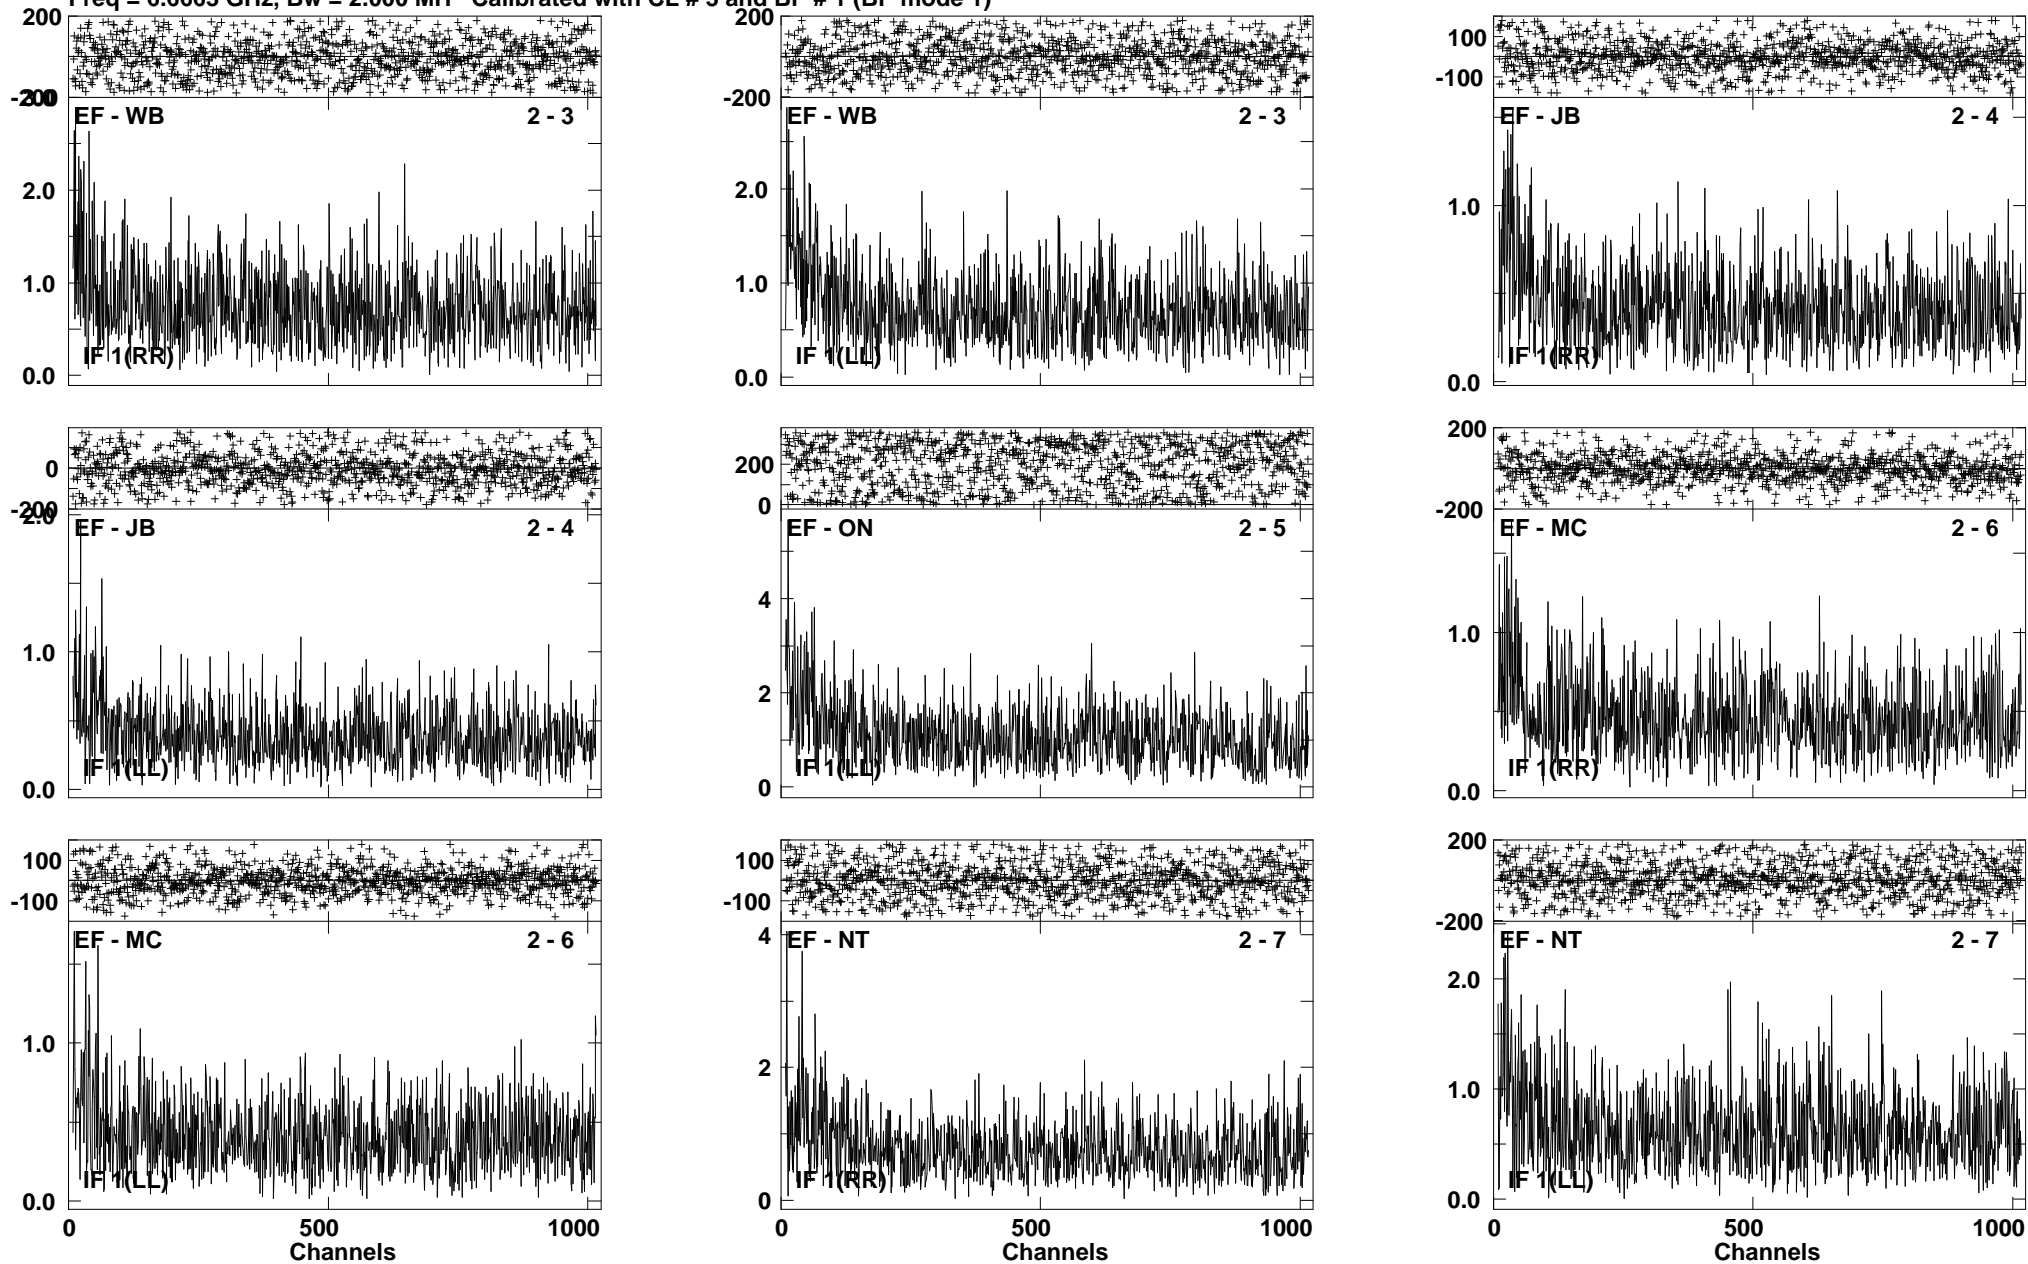 Freq = 6.6665 GHz, Bw = 2.000 MH Calibrated with CL # 3 and BP # 1 (BP mode 1)
200
-200
3.0
EF - WB 2 - 3
2.0
1.0
0.0
IF 1(RR)
-200
EF - WB 2 - 3
2.0
1.0
0.0
IF 1(LL)
100
-100
EF - JB 2 - 4
1.0
0.0
IF 1(RR)
0
-200
2.0
EF - JB 2 - 4
1.0
0.0
IF 1(LL)
200
0
EF - ON 2 - 5
4
2
0
IF 1(LL)
200
-200
EF - MC 2 - 6
1.0
0.0
IF 1(RR)
100
-100
EF - MC 2 - 6
1.0
0.0
IF 1(LL)
0 500 1000
Channels
100
-100
4
EF - NT 2 - 7
2
0
IF 1(RR)
0 500 1000
Channels
200
-200
EF - NT 2 - 7
2.0
1.0
0.0
IF 1(LL)
0 500 1000
Channels